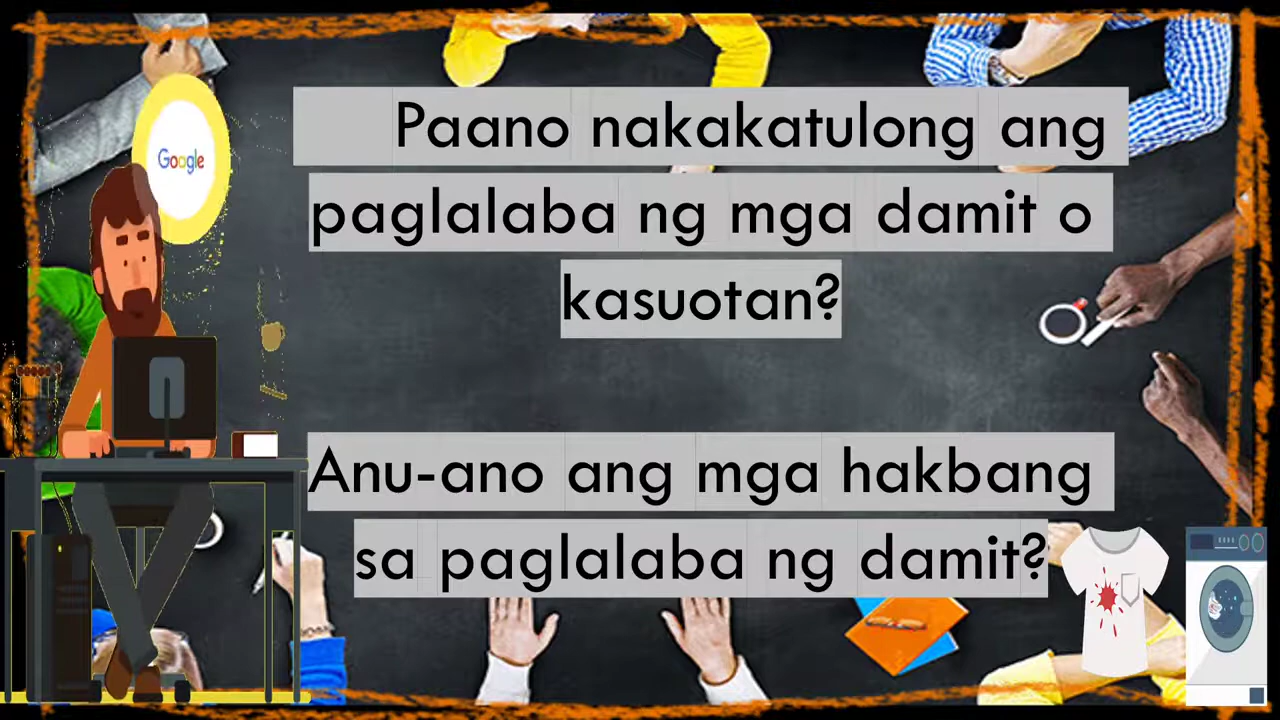 Google
Paano nakakatulong ang
paglalaba ng mga damit o
kasuotan?
Anu-ano ang mga hakbang
sa paglalaba ng damit?